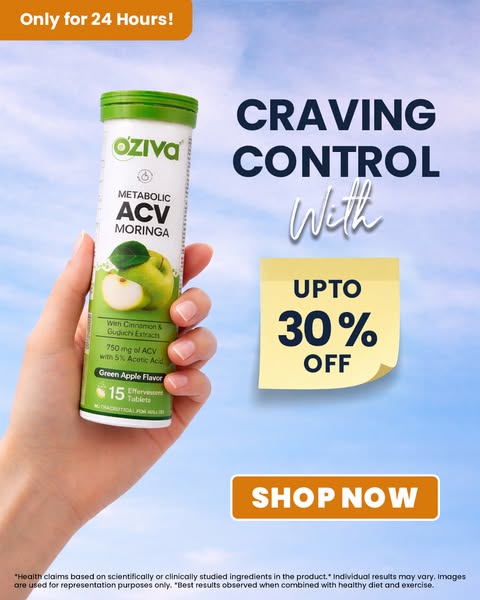 Only for 24 Hours!
CRAVING
CONTROL
With
UPTO
30%
OFF
SHOP NOW
OZiva
METABOLIC
ACV
MORINGA
With Cinnamon &
Guguchi Extracts
750 mg of ACV
with 5% Acetic Acid
Green Apple Flavor
15 Effervescent
Tablets
*Health claims based on scientifically or clinically studied ingredients in the product.* Individual results may vary. Images
are used for representation purposes only. *Best results observed when combined with healthy diet and exercise.